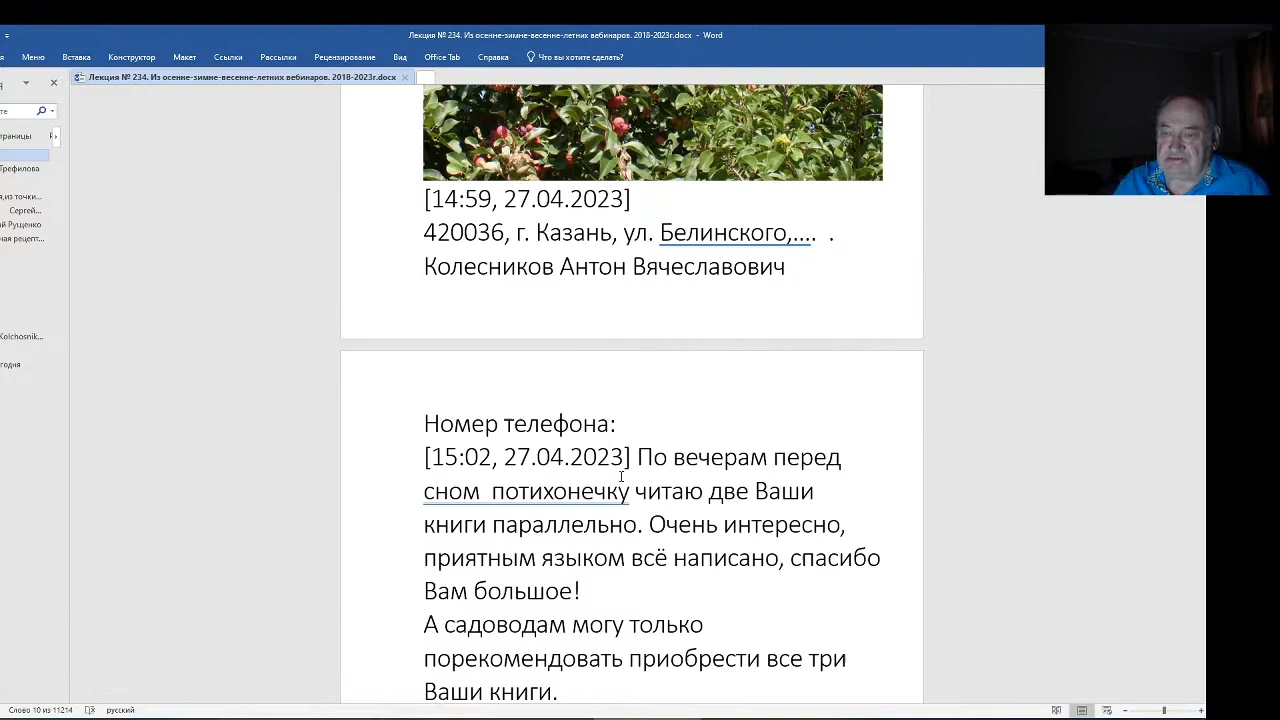 Лекция № 234. Из осенне-зимне-весенне-летних вебинаров. 2018-2023г.docx - Word
Меню Вставка Конструктор Макет Ссылки Рассылки Рецензирование Вид Office Tab Справка Что вы хотите сделать?
Лекция № 234. Из осенне-зимне-весенне-летних вебинаров. 2018-2023г.docx
Трефилова
Сергей...
[14:59, 27.04.2023]
420036, г. Казань, ул. Белинского,.... .
Колесников Антон Вячеславович
Номер телефона:
[15:02, 27.04.2023] По вечерам перед
сном потихонечку читаю две Ваши
книги параллельно. Очень интересно,
приятным языком всё написано, спасибо
Вам большое!
А садоводам могу только
порекомендовать приобрести все три
Ваши книги.
Слово 10 из 11214 русский